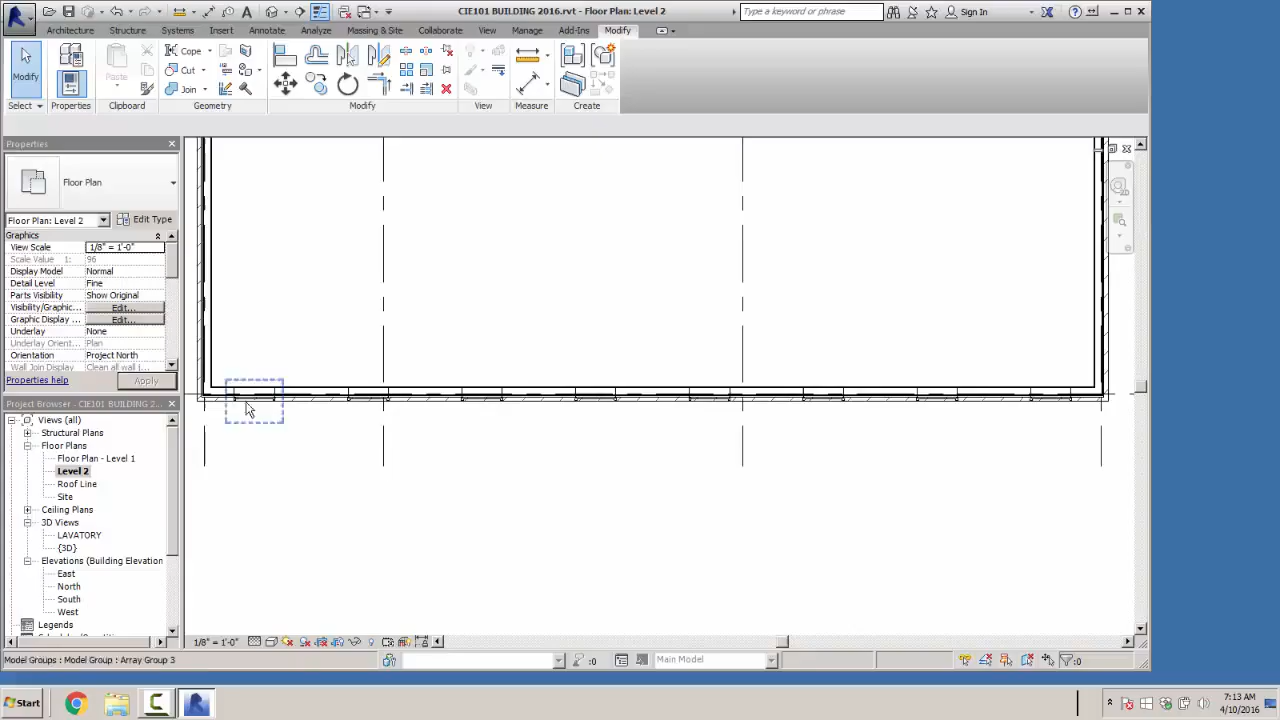 CIE101 BUILDING 2016.rvt - Floor Plan: Level 2
Type a keyword or phrase
Sign In
Architecture Structure Systems Insert Annotate Analyze Massing & Site Collaborate View Manage Add-Ins Modify
Modify
Paste
Cope
Cut
Join
Select Properties Clipboard Geometry Modify View Measure Create
Properties
Floor Plan
Floor Plan: Level 2 Edit Type
Graphics
View Scale 1/8" = 1'-0"
Scale Value 1: 96
Display Model Normal
Detail Level Fine
Parts Visibility Show Original
Visibility/Graphic... Edit...
Graphic Display ... Edit...
Underlay None
Underlay Orient... Plan
Orientation Project North
Wall Join Display Clean all wall j...
Properties help Apply
Project Browser - CIE101 BUILDING 2...
Views (all)
Structural Plans
Floor Plans
Floor Plan - Level 1
Level 2
Roof Line
Site
Ceiling Plans
3D Views
LAVATORY
{3D}
Elevations (Building Elevation
East
North
South
West
Legends
1/8" = 1'-0"
Model Groups : Model Group : Array Group 3
:0
Main Model
:0
Start
7:13 AM
4/10/2016